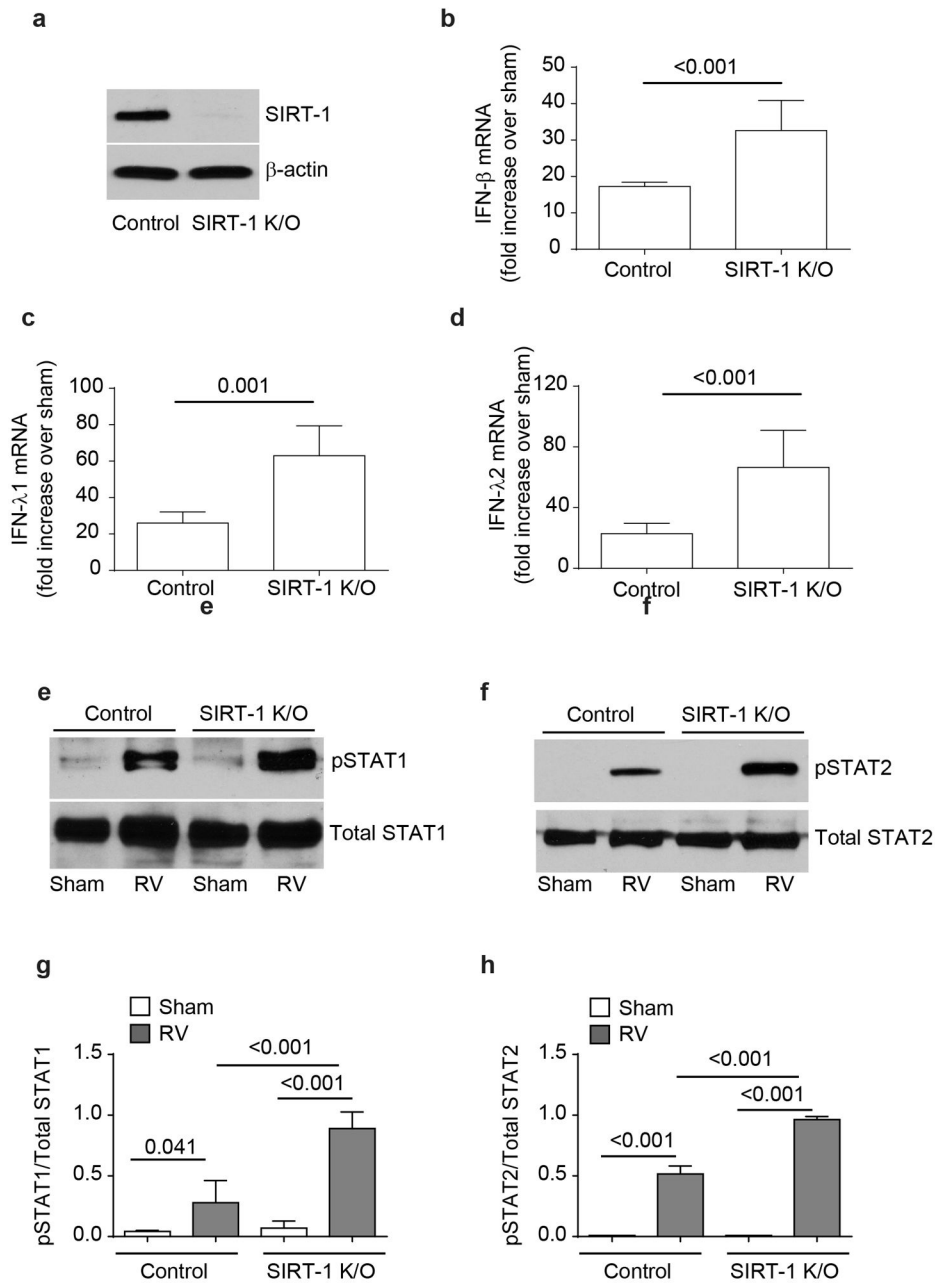 a
SIRT-1
β-actin
Control SIRT-1 K/O
b
IFN-β mRNA
(fold increase over sham)
50
40
30
20
10
0
<0.001
Control SIRT-1 K/O
c
IFN-λ1 mRNA
(fold increase over sham)
100
80
60
40
20
0
0.001
Control SIRT-1 K/O
e
d
IFN-λ2 mRNA
(fold increase over sham)
120
80
40
0
<0.001
Control SIRT-1 K/O
f
e
Control SIRT-1 K/O
pSTAT1
Total STAT1
Sham RV Sham RV
f
Control SIRT-1 K/O
pSTAT2
Total STAT2
Sham RV Sham RV
g
Sham
RV
pSTAT1/Total STAT1
1.5
1.0
0.5
0.0
<0.001
<0.001
0.041
Control SIRT-1 K/O
h
Sham
RV
pSTAT2/Total STAT2
1.5
1.0
0.5
0.0
<0.001
<0.001
<0.001
Control SIRT-1 K/O